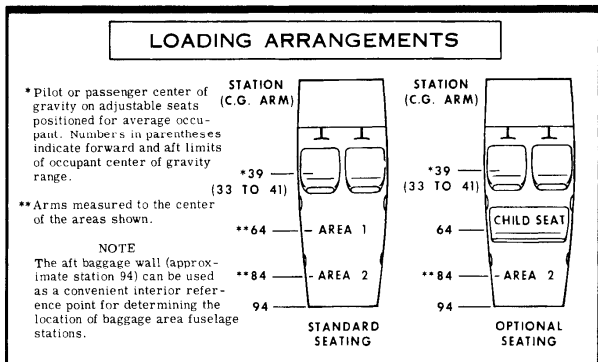 LOADING ARRANGEMENTS
* Pilot or passenger center of
gravity on adjustable seats
positioned for average occu-
pant. Numbers in parentheses
indicate forward and aft limits
of occupant center of gravity
range.
** Arms measured to the center
of the areas shown.
NOTE
The aft baggage wall (approx-
imate station 94) can be used
as a convenient interior refer-
ence point for determining the
location of baggage area fuselage
stations.
STATION
(C.G. ARM)
*39
(33 TO 41)
**64
AREA 1
**84
AREA 2
94
STANDARD
SEATING
STATION
(C.G. ARM)
*39
(33 TO 41)
64
CHILD SEAT
**84
AREA 2
94
OPTIONAL
SEATING